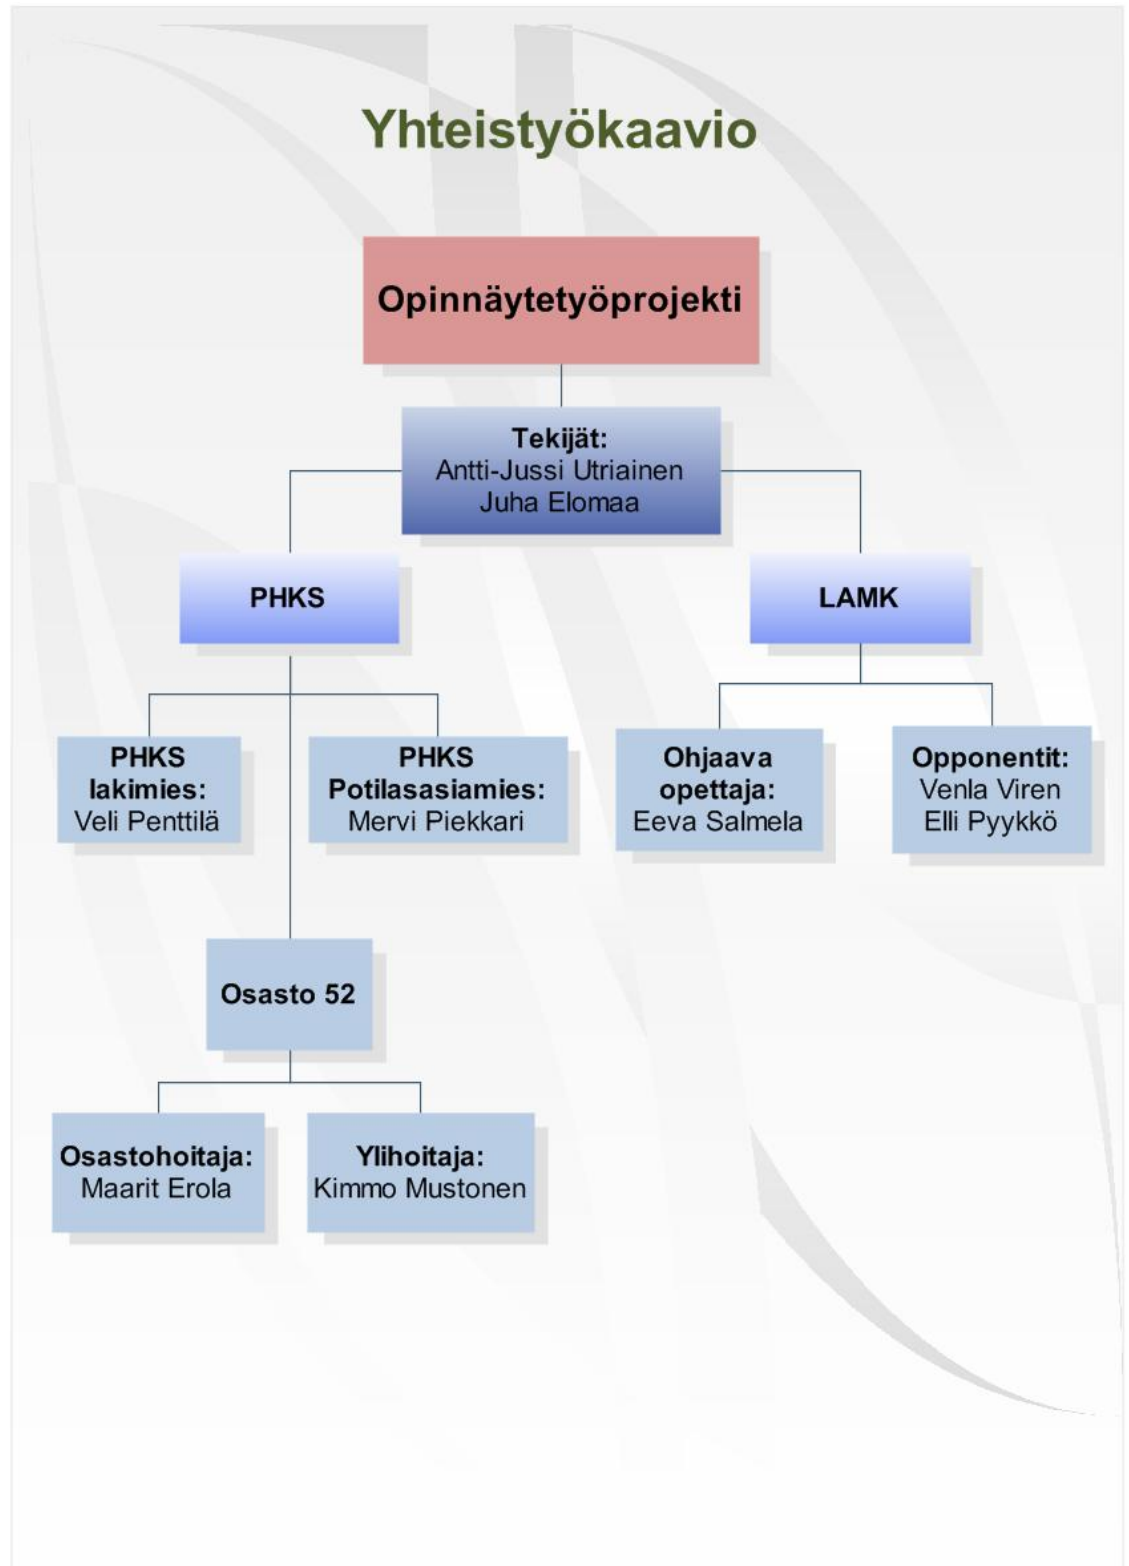 Yhteistyökaavio
Opinnäytetyöprojekti
Tekijät:
Antti-Jussi Utriainen
Juha Elomaa
PHKS
LAMK
PHKS
lakimies:
Veli Penttilä
PHKS
Potilasasiamies:
Mervi Piekkari
Ohjaava
opettaja:
Eeva Salmela
Opponentit:
Venla Viren
Elli Pyykkö
Osasto 52
Osastohoitaja:
Maarit Erola
Ylihoitaja:
Kimmo Mustonen